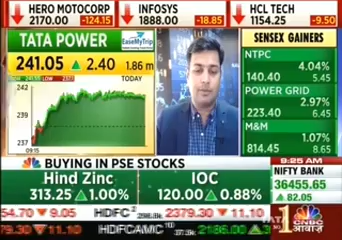 HERO MOTOCORP
2170.00 -124.15
INFOSYS
1888.00 -18.85
HCL TECH
1154.25 -9.50
TATA POWER
EaseMyTrip
241.05 2.40 1.86 m
TODAY
242
239
237
09:15
SENSEX GAINERS
NTPC
4.04%
140.40 5.45
POWER GRID
2.97%
223.40 6.45
M&M
1.07%
814.45 8.65
BUYING IN PSE STOCKS
9:25 AM
Hind Zinc
313.25 1.00%
IOC
120.00 0.88%
NIFTY BANK
36455.65
82.05
54.70 9.05 HDFC 2 2379.30 11.10
HDFCAMC 2186.00
CNBC
आवाज़